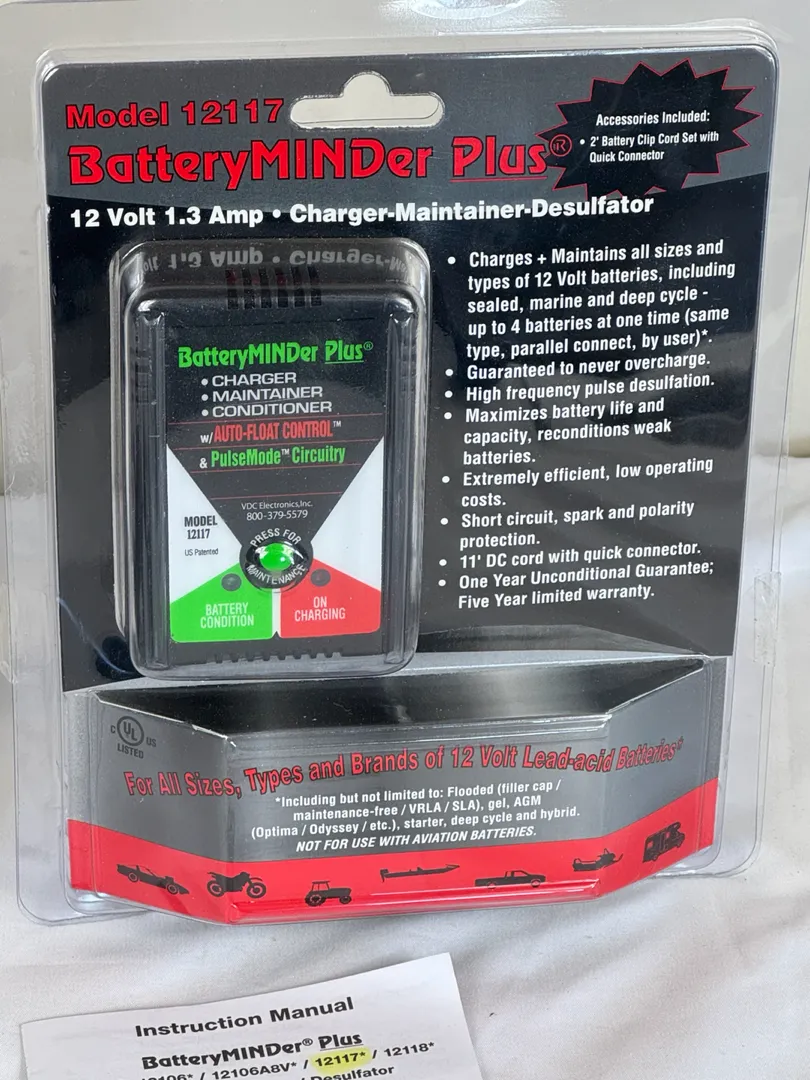 Model 12117
BatteryMINDer Plus®
Accessories Included:
• 2' Battery Clip Cord Set with
Quick Connector
12 Volt 1.3 Amp • Charger-Maintainer-Desulfator
BatteryMINDer Plus®
• CHARGER
• MAINTAINER
• CONDITIONER
w/AUTO-FLOAT CONTROL™
& PulseMode™ Circuitry
VDC Electronics,Inc.
800-379-5579
MODEL
12117
US Patented
PRESS FOR
MAINTENANCE
BATTERY
CONDITION
ON
CHARGING
• Charges + Maintains all sizes and
types of 12 Volt batteries, including
sealed, marine and deep cycle -
up to 4 batteries at one time (same
type, parallel connect, by user)*.
• Guaranteed to never overcharge.
• High frequency pulse desulfation.
• Maximizes battery life and
capacity, reconditions weak
batteries.
• Extremely efficient, low operating
costs.
• Short circuit, spark and polarity
protection.
• 11' DC cord with quick connector.
• One Year Unconditional Guarantee;
Five Year limited warranty.
C UL US
LISTED
For All Sizes, Types and Brands of 12 Volt Lead-acid Batteries*
*Including but not limited to: Flooded (filler cap /
maintenance-free / VRLA / SLA), gel, AGM
(Optima / Odyssey / etc.), starter, deep cycle and hybrid.
NOT FOR USE WITH AVIATION BATTERIES.
Instruction Manual
BatteryMINDer® Plus
12106* / 12106A8V* / 12117* / 12118*
/ Desulfator